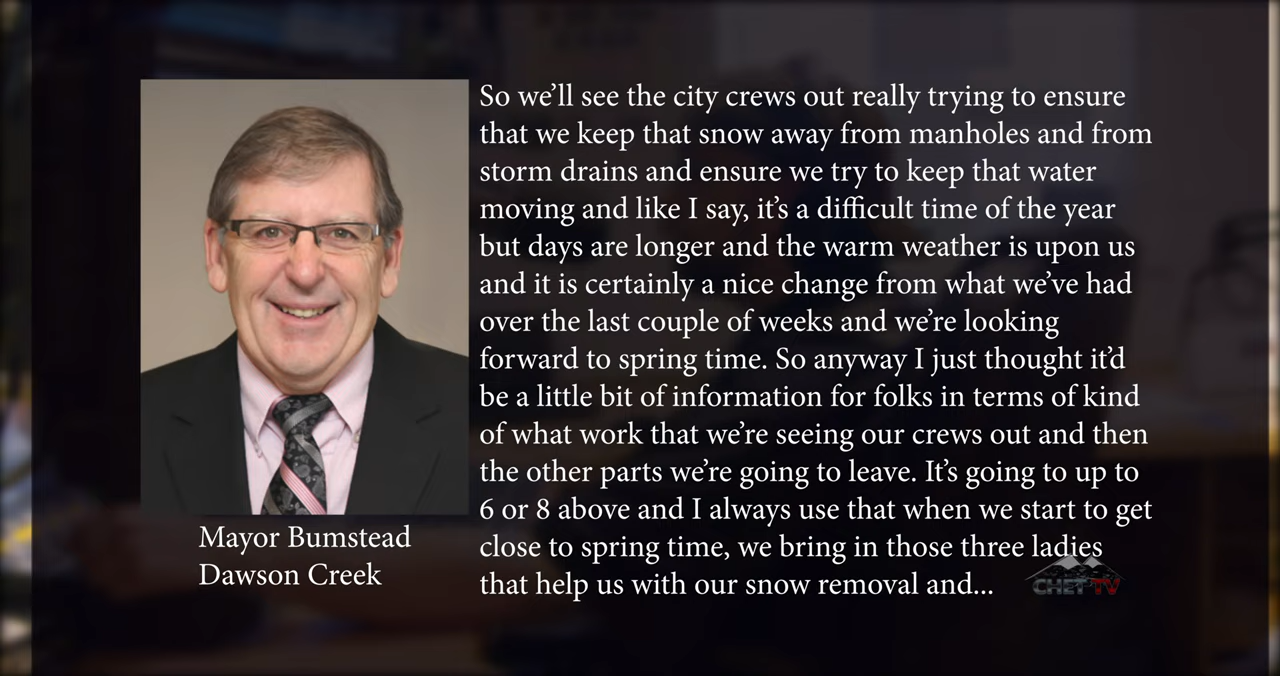 So we'll see the city crews out really trying to ensure
that we keep that snow away from manholes and from
storm drains and ensure we try to keep that water
moving and like I say, it's a difficult time of the year
but days are longer and the warm weather is upon us
and it is certainly a nice change from what we've had
over the last couple of weeks and we're looking
forward to spring time. So anyway I just thought it'd
be a little bit of information for folks in terms of kind
of what work that we're seeing our crews out and then
the other parts we're going to leave. It's going to up to
6 or 8 above and I always use that when we start to get
close to spring time, we bring in those three ladies
that help us with our snow removal and...
Mayor Bumstead
Dawson Creek
CHET TV